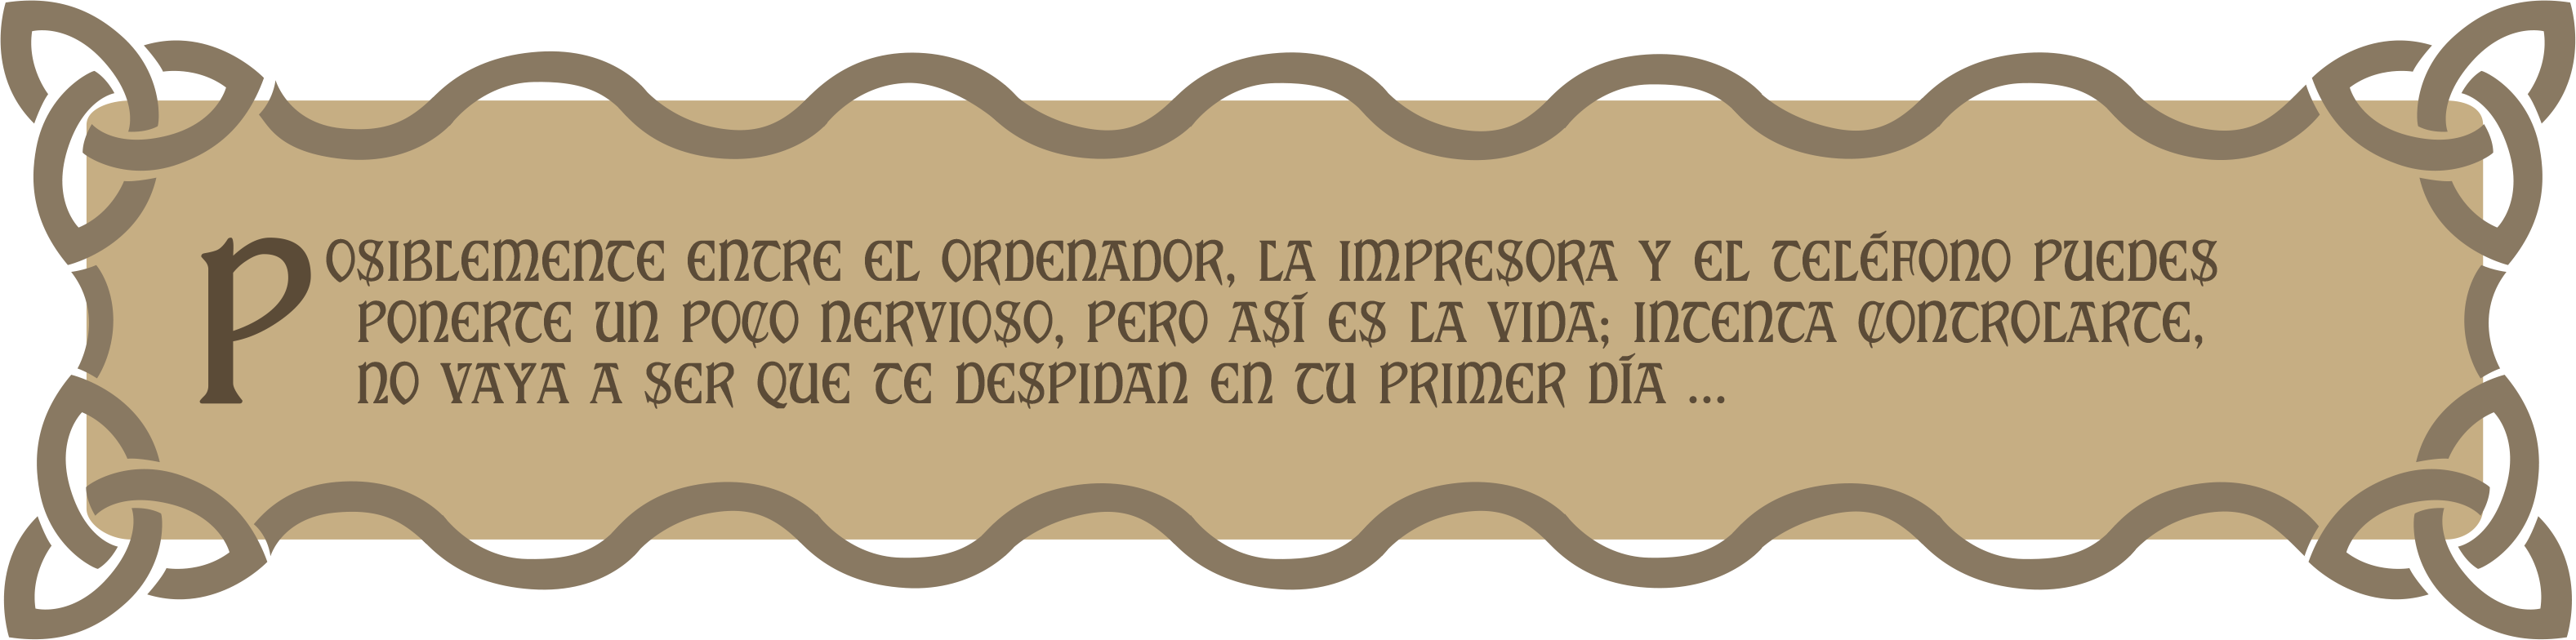 POSIBLEMENTE ENTRE EL ORDENADOR, LA IMPRESORA Y EL TELÉFONO PUEDES
PONERTE UN POCO NERVIOSO, PERO ASÍ ES LA VIDA; INTENTA CONTROLARTE,
NO VAYA A SER QUE TE DESPIDAN EN TU PRIMER DÍA ...